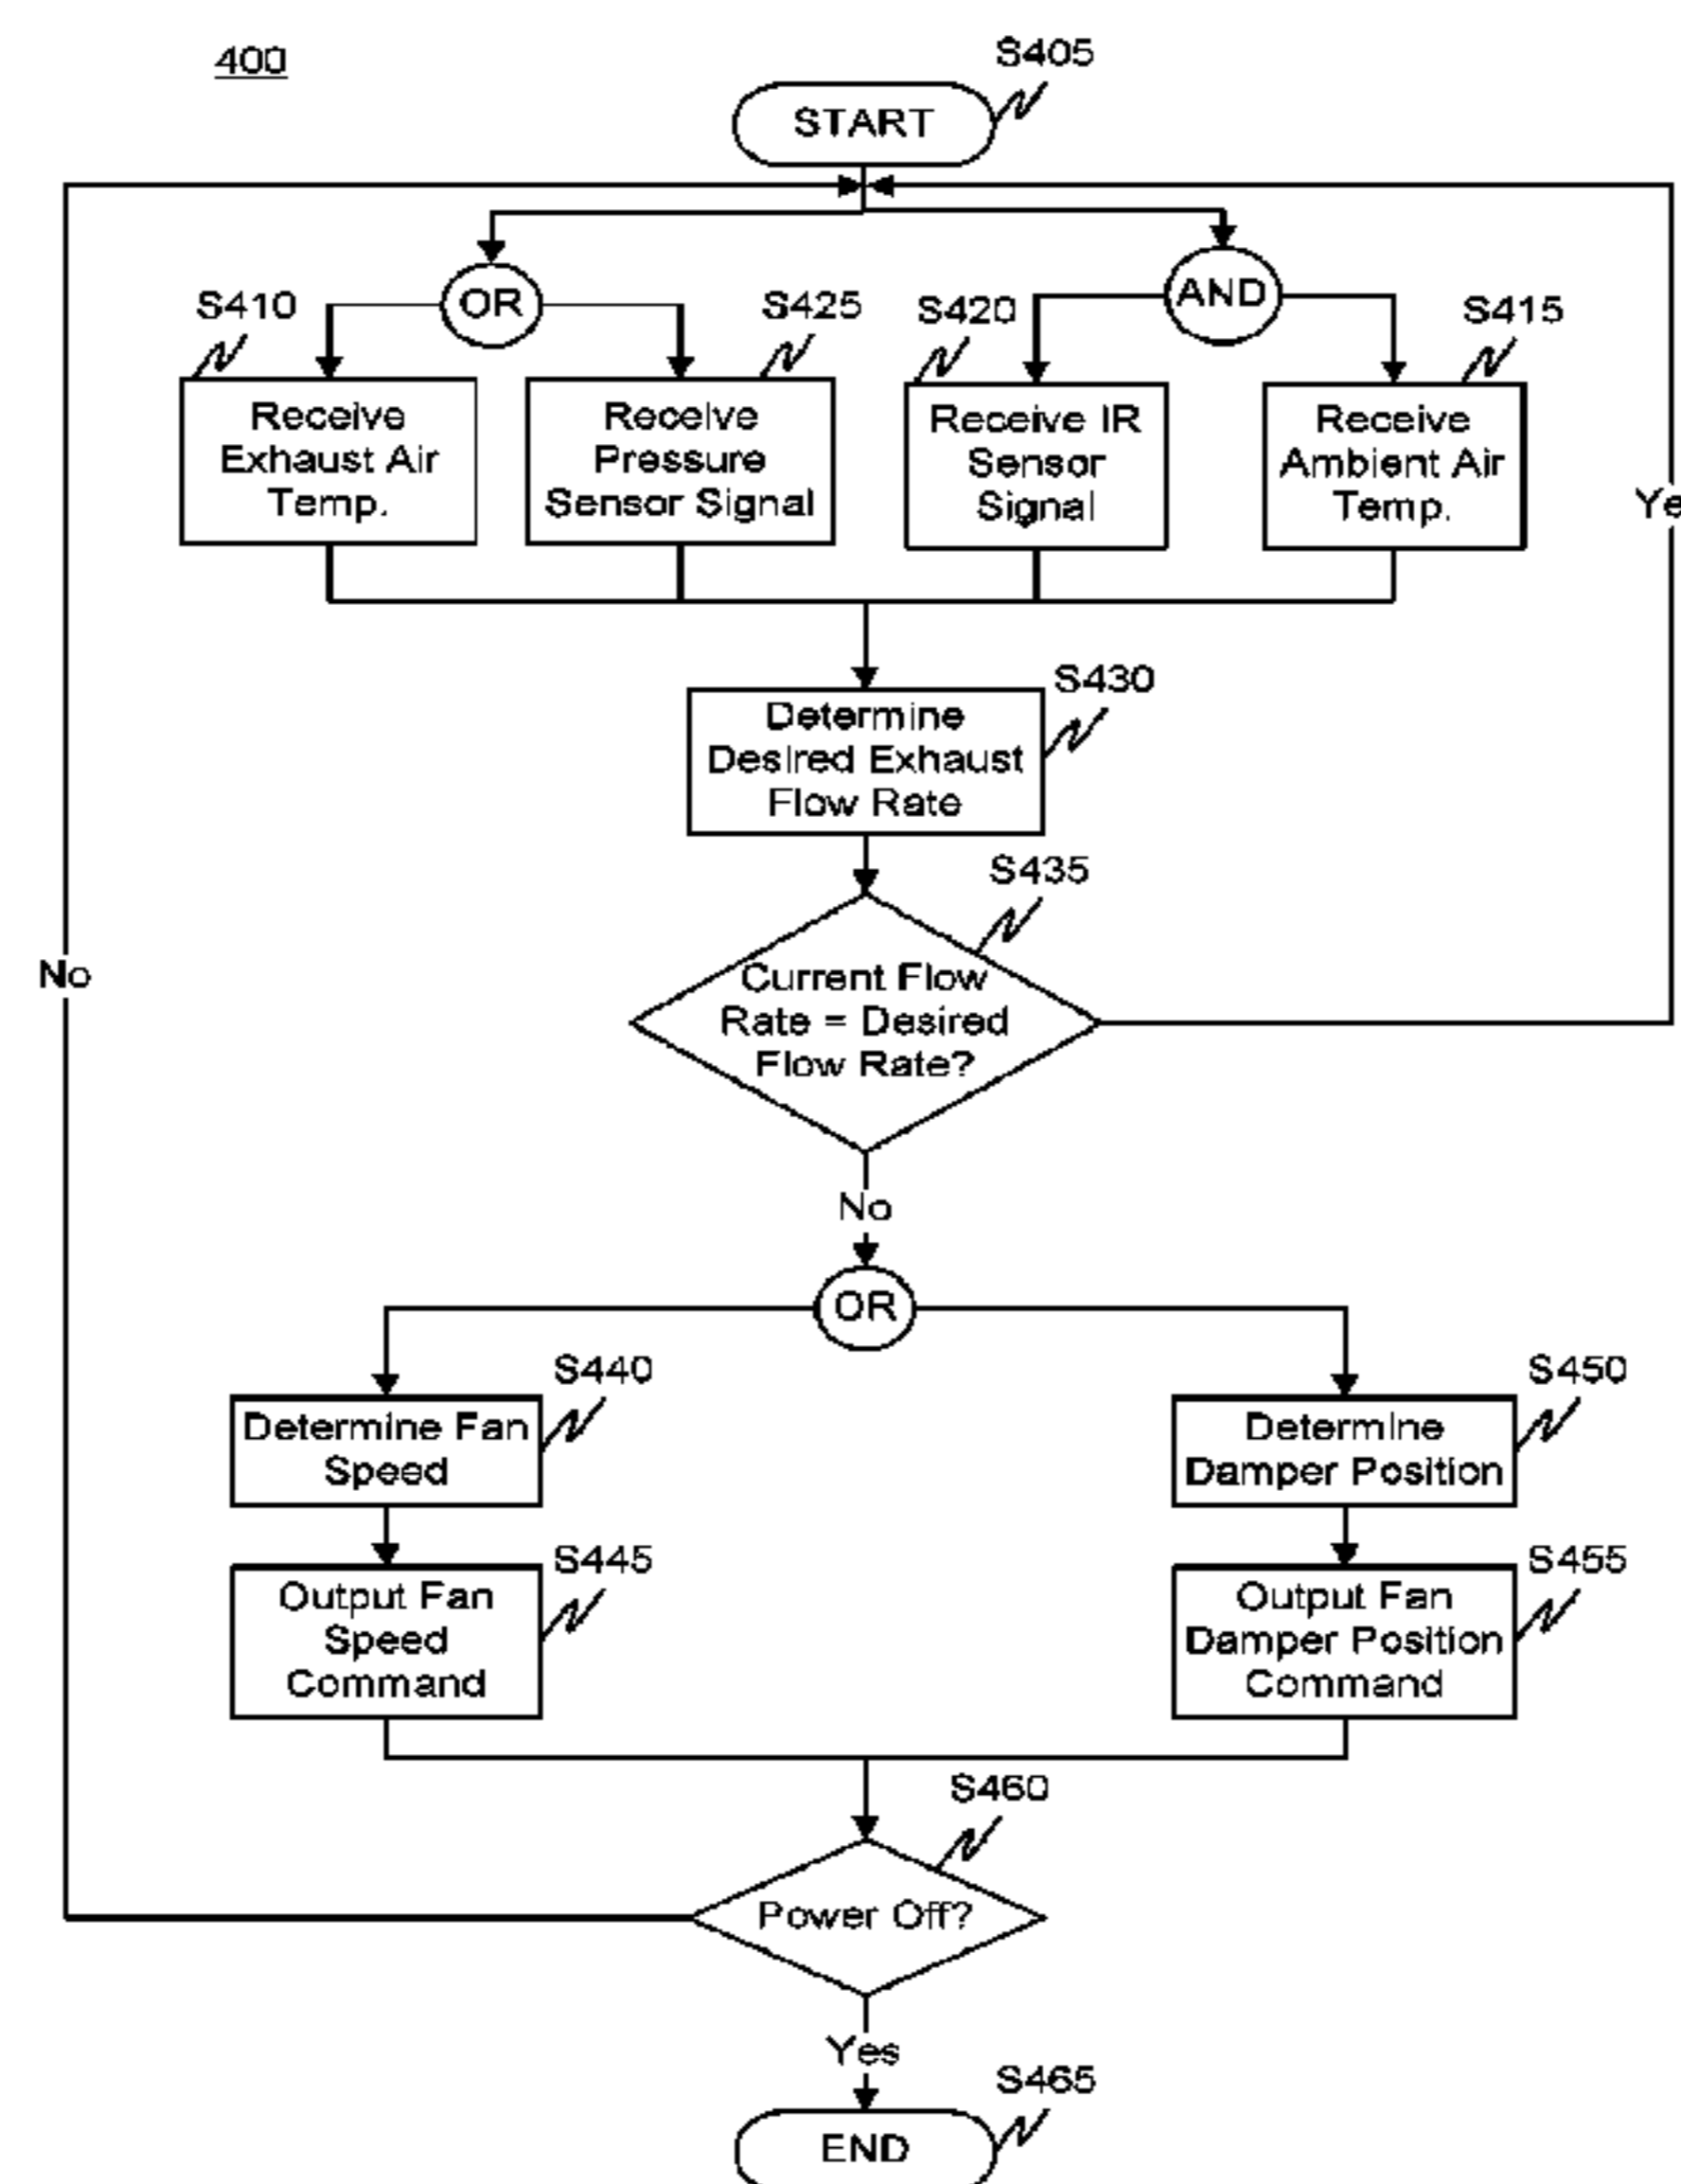 400
S405
START
OR
AND
S410
S425
S420
S415
Receive
Exhaust Air
Temp.
Receive
Pressure
Sensor Signal
Receive IR
Sensor
Signal
Receive
Ambient Air
Temp.
Ye
S430
Determine
Desired Exhaust
Flow Rate
S435
No
Current Flow
Rate = Desired
Flow Rate?
No
OR
S440
S450
Determine Fan
Speed
Determine
Damper Position
S445
S455
Output Fan
Speed
Command
Output Fan
Damper Position
Command
S460
Power Off?
Yes
S465
END